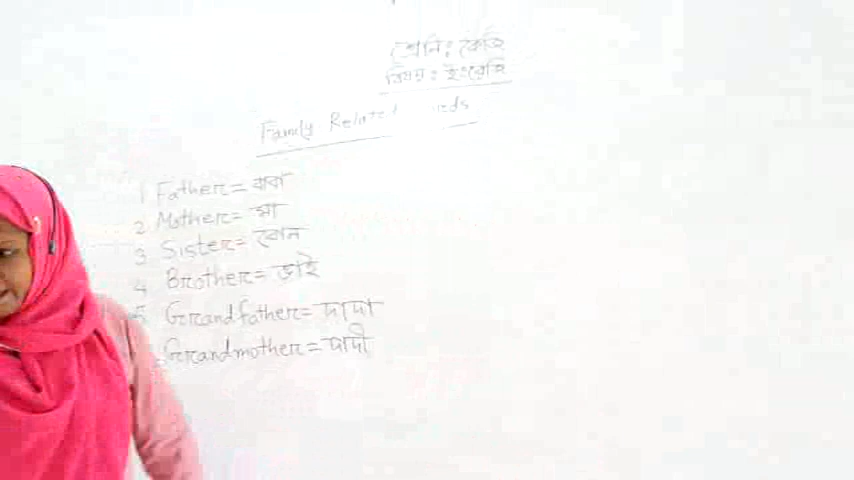 শ্রেণি: কেজি
বিষয়: ইংরেজি
Family Related
1 Father = বাবা
2 Mother = মা
3 Sister = বোন
4 Brother = ভাই
5 Grandfather = দাদা
Grandmother = দাদী